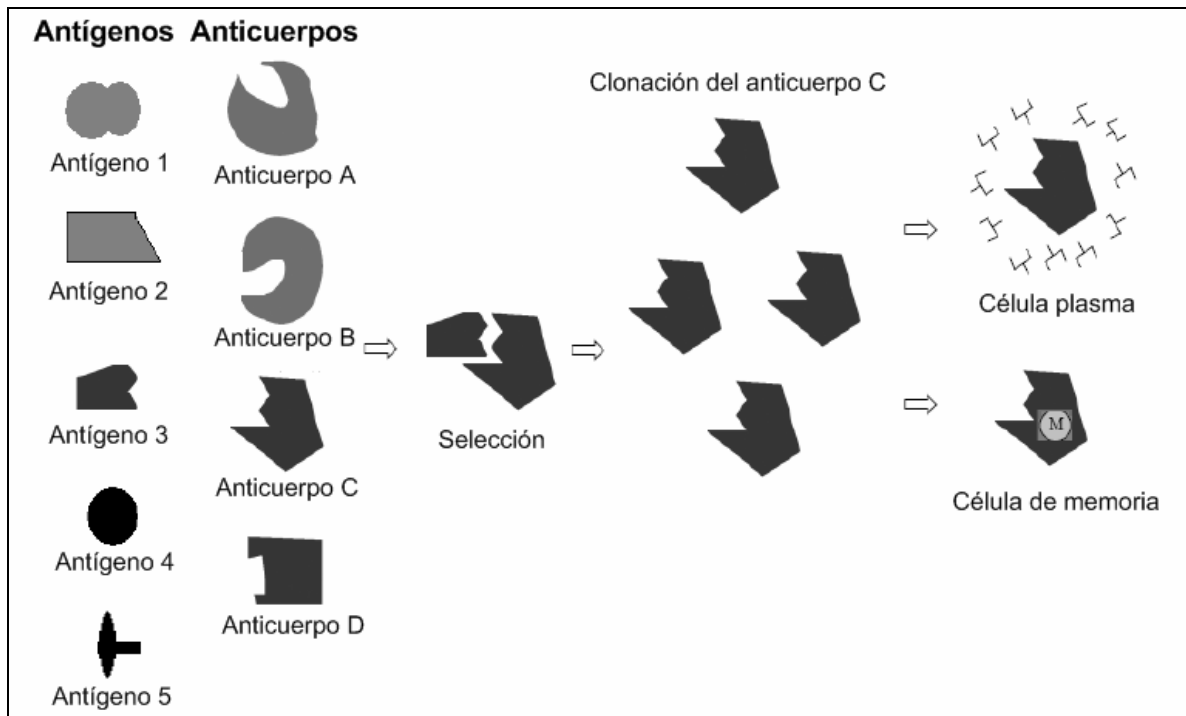 Antígenos Anticuerpos
Antígeno 1
Anticuerpo A
Antígeno 2
Anticuerpo B
Antígeno 3
Anticuerpo C
Antígeno 4
Anticuerpo D
Antígeno 5
Selección
Clonación del anticuerpo C
Célula plasma
M
Célula de memoria